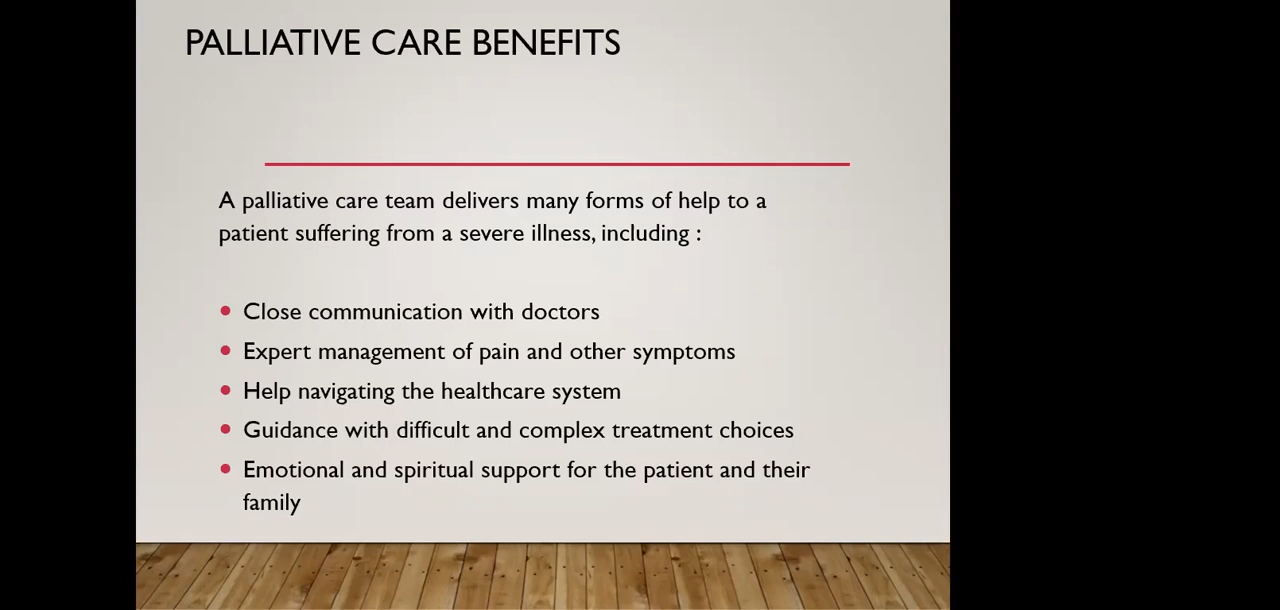 PALLIATIVE CARE BENEFITS
A palliative care team delivers many forms of help to a
patient suffering from a severe illness, including :
• Close communication with doctors
• Expert management of pain and other symptoms
• Help navigating the healthcare system
• Guidance with difficult and complex treatment choices
• Emotional and spiritual support for the patient and their
family